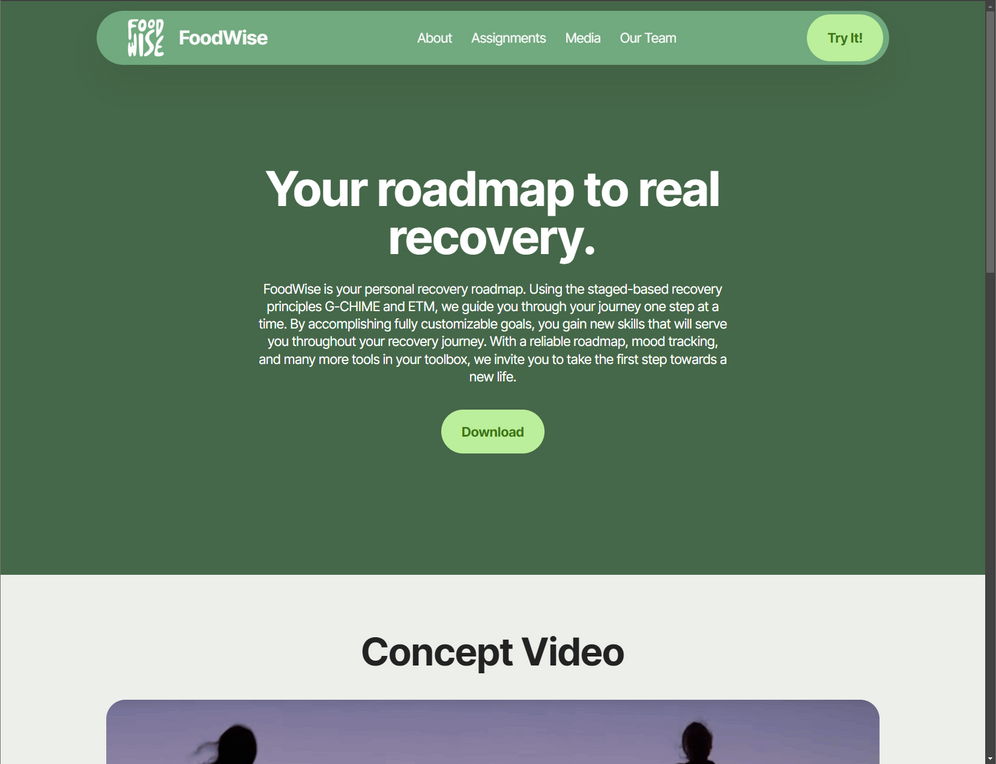 FOOD
WISE
FoodWise
About
Assignments
Media
Our Team
Try It!
Your roadmap to real
recovery.
FoodWise is your personal recovery roadmap. Using the staged-based recovery
principles G-CHIME and ETM, we guide you through your journey one step at a
time. By accomplishing fully customizable goals, you gain new skills that will serve
you throughout your recovery journey. With a reliable roadmap, mood tracking,
and many more tools in your toolbox, we invite you to take the first step towards a
new life.
Download
Concept Video